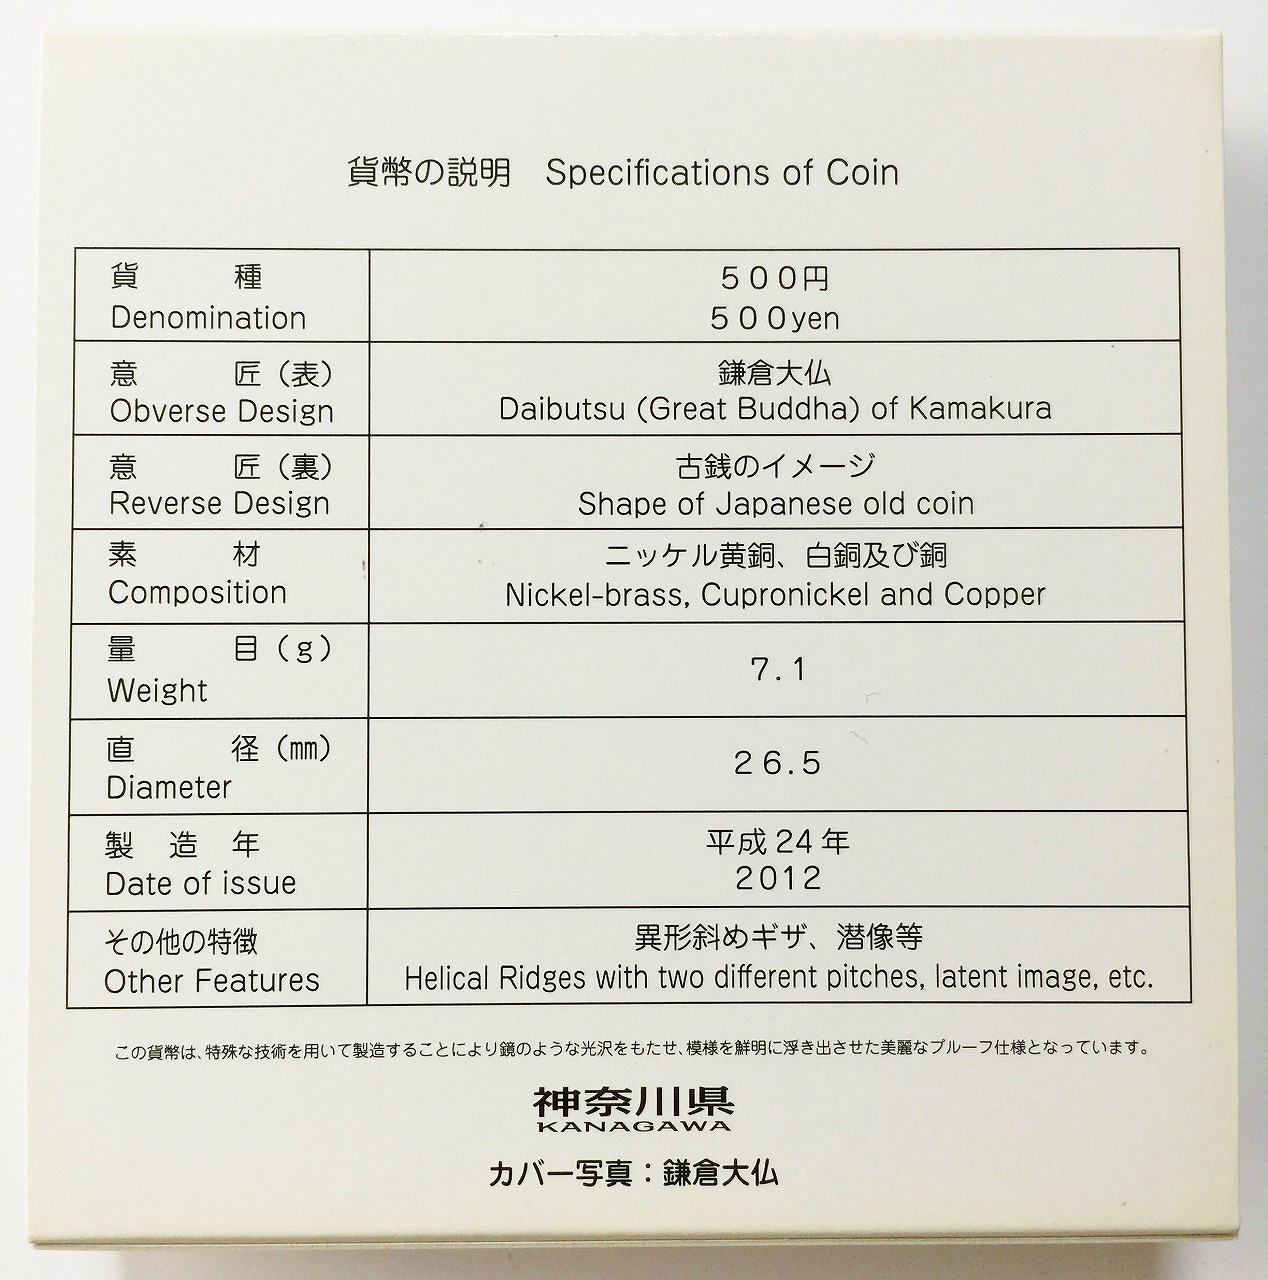 貨幣の説明　Specifications of Coin
貨　種
Denomination
５００円
５００yen
意　匠（表）
Obverse Design
鎌倉大仏
Daibutsu (Great Buddha) of Kamakura
意　匠（裏）
Reverse Design
古銭のイメージ
Shape of Japanese old coin
素　材
Composition
ニッケル黄銅、白銅及び銅
Nickel-brass, Cupronickel and Copper
量　目（ｇ）
Weight
7.1
直　径（㎜）
Diameter
26.5
製　造　年
Date of issue
平成24年
2012
その他の特徴
Other Features
異形斜めギザ、潜像等
Helical Ridges with two different pitches, latent image, etc.
この貨幣は、特殊な技術を用いて製造することにより鏡のような光沢をもたせ、模様を鮮明に浮き出させた美麗なプルーフ仕様となっています。
神奈川県
KANAGAWA
カバー写真：鎌倉大仏